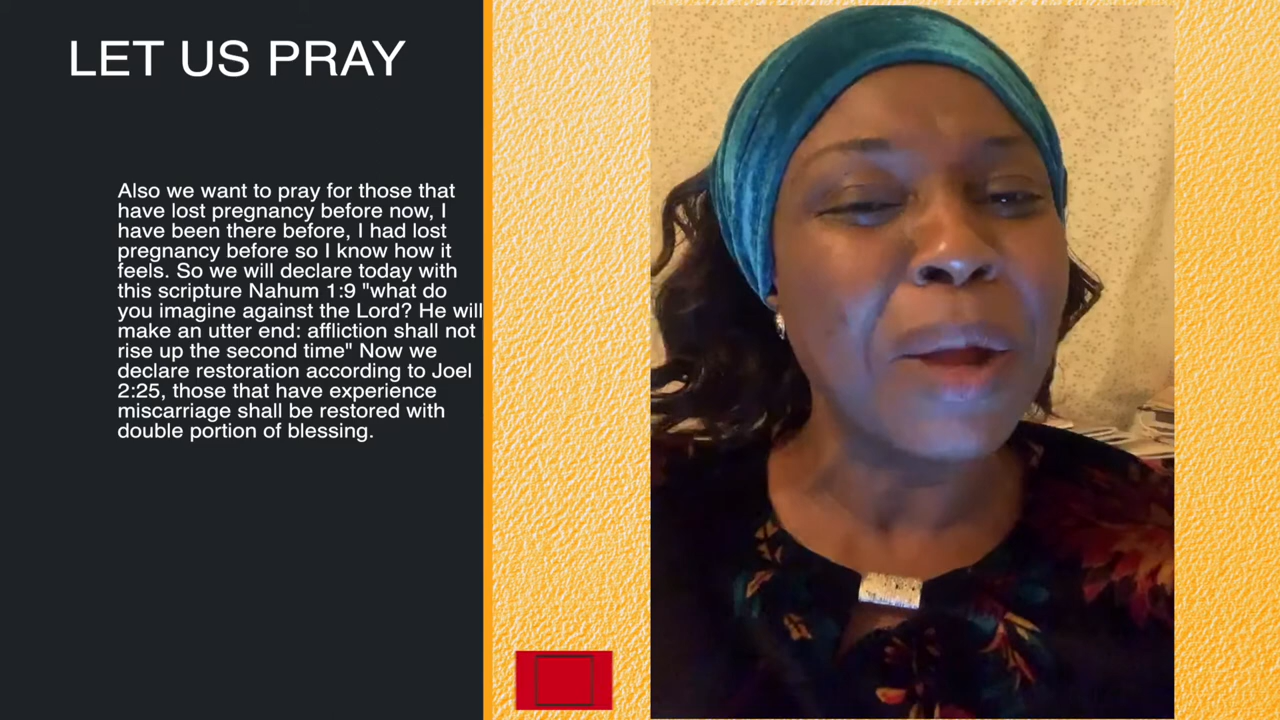 LET US PRAY
Also we want to pray for those that
have lost pregnancy before now, I
have been there before, I had lost
pregnancy before so I know how it
feels. So we will declare today with
this scripture Nahum 1:9 "what do
you imagine against the Lord? He will
make an utter end: affliction shall not
rise up the second time" Now we
declare restoration according to Joel
2:25, those that have experience
miscarriage shall be restored with
double portion of blessing.